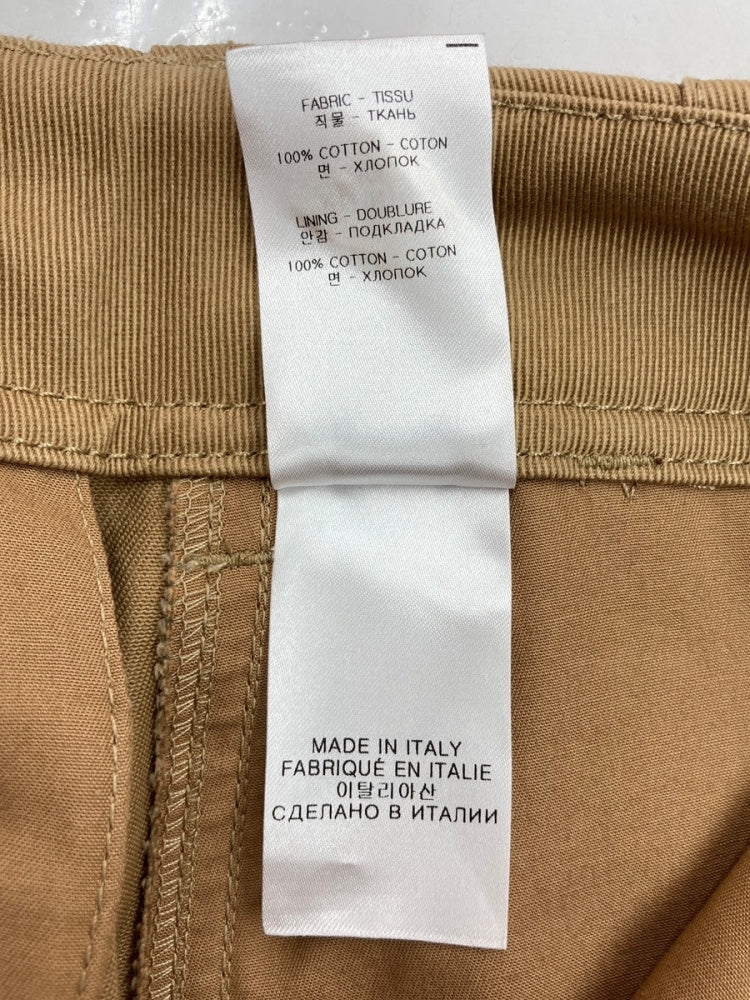 FABRIC - TISSU
직물 - ТКАНЬ
100% COTTON - COTON
면 - ХЛОПОК
LINING - DOUBLURE
안감 - ПОДКЛАДКА
100% COTTON - COTON
면 - ХЛОПОК
MADE IN ITALY
FABRIQUÉ EN ITALIE
이탈리아산
СДЕЛАНО В ИТАЛИИ